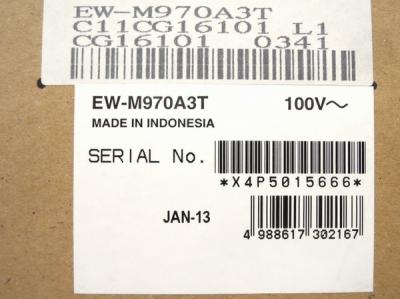 EW-M970A3T
C11CG16101 L1
CG16101 0341
EW-M970A3T 100V～
MADE IN INDONESIA
SERIAL No.
*X4P5015666*
JAN-13
4 988617 302167